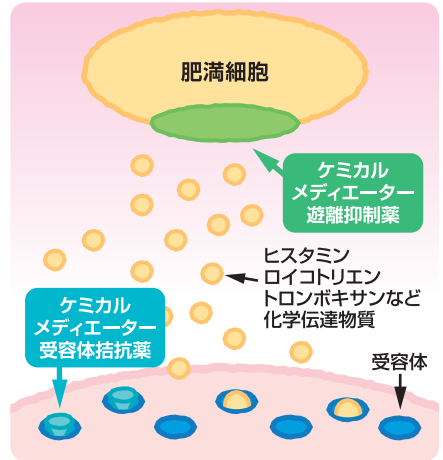 肥満細胞
ケミカル
メディエーター
遊離抑制薬
ヒスタミン
ロイコトリエン
トロンボキサンなど
化学伝達物質
ケミカル
メディエーター
受容体拮抗薬
受容体